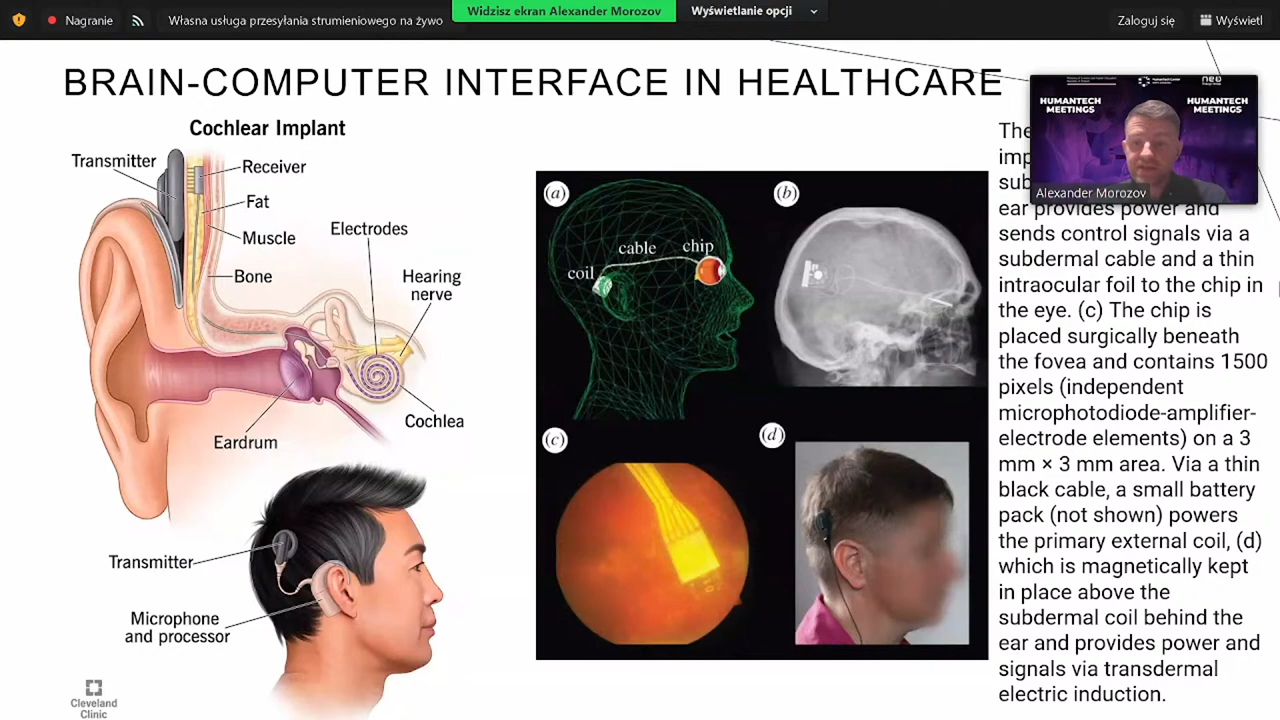 Nagranie
Własna usługa przesyłania strumieniowego na żywo
Widzisz ekran Alexander Morozov
Wyświetlanie opcji
Zaloguj się
Wyświetl
BRAIN-COMPUTER INTERFACE IN HEALTHCARE
HUMANTECH
MEETINGS
HUMANTECH
MEETINGS
Alexander Morozov
Cochlear Implant
Transmitter
Receiver
Fat
Muscle
Bone
Electrodes
Hearing
nerve
Eardrum
Cochlea
Transmitter
Microphone
and processor
Cleveland
Clinic
(a)
cable
chip
coil
(b)
(c)
(d)
The
ear provides power and
sends control signals via a
subdermal cable and a thin
intraocular foil to the chip in
the eye. (c) The chip is
placed surgically beneath
the fovea and contains 1500
pixels (independent
microphotodiode-amplifier-
electrode elements) on a 3
mm × 3 mm area. Via a thin
black cable, a small battery
pack (not shown) powers
the primary external coil, (d)
which is magnetically kept
in place above the
subdermal coil behind the
ear and provides power and
signals via transdermal
electric induction.